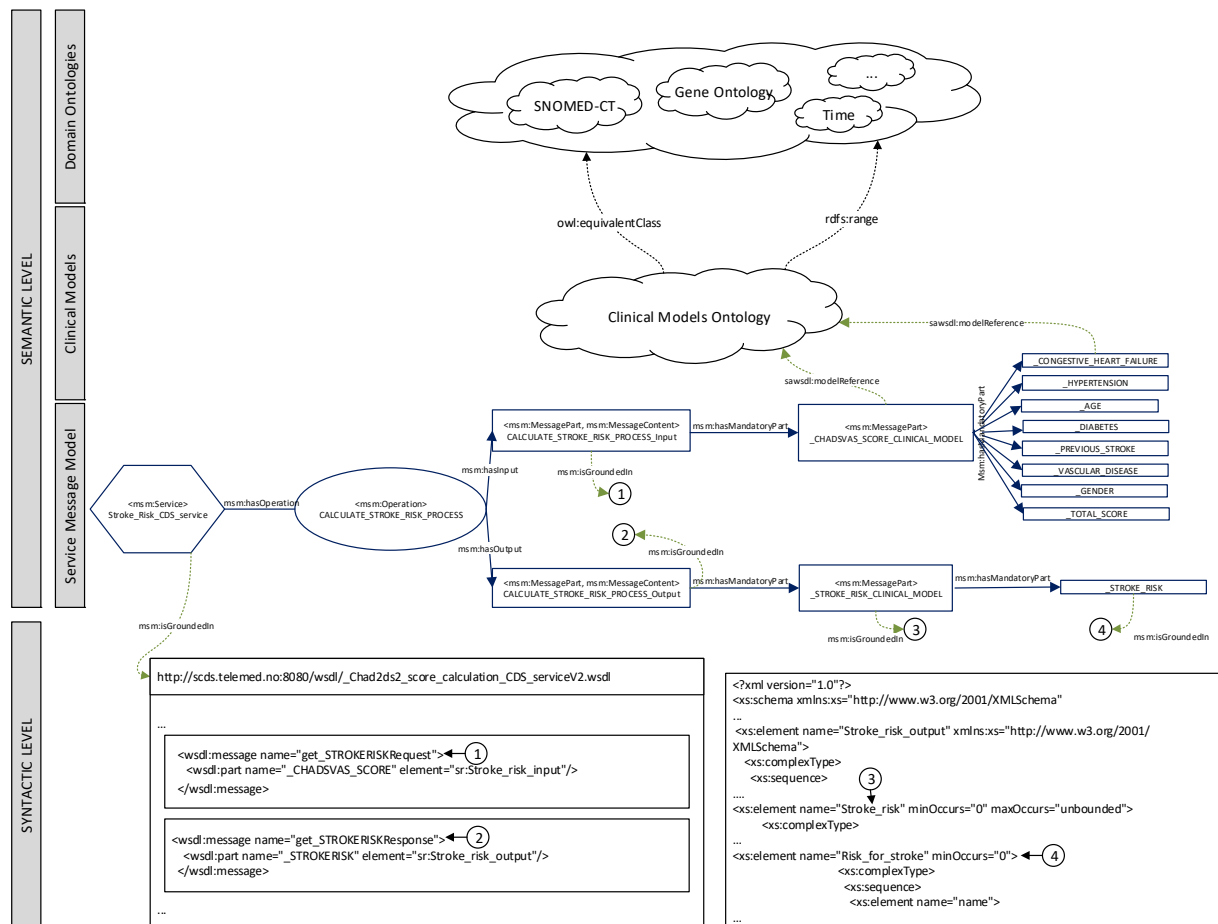 SEMANTIC LEVEL
Domain Ontologies
Clinical Models
Service Message Model
SYNTACTIC LEVEL
SNOMED-CT
Gene Ontology
...
Time
owl:equivalentClass
rdfs:range
Clinical Models Ontology
sawsdl:modelReference
sawsdl:modelReference
<msm:Service>
Stroke_Risk_CDS_service
msm:hasOperation
<msm:Operation>
CALCULATE_STROKE_RISK_PROCESS
msm:hasInput
msm:hasOutput
<msm:MessagePart, msm:MessageContent>
CALCULATE_STROKE_RISK_PROCESS_Input
msm:hasMandatoryPart
<msm:MessagePart>
_CHADSVAS_SCORE_CLINICAL_MODEL
Msm:hasMandatoryPart
_CONGESTIVE_HEART_FAILURE
_HYPERTENSION
_AGE
_DIABETES
_PREVIOUS_STROKE
_VASCULAR_DISEASE
_GENDER
_TOTAL_SCORE
msm:isGroundedIn
1
2
msm:isGroundedIn
<msm:MessagePart, msm:MessageContent>
CALCULATE_STROKE_RISK_PROCESS_Output
msm:hasMandatoryPart
<msm:MessagePart>
_STROKE_RISK_CLINICAL_MODEL
msm:hasMandatoryPart
_STROKE_RISK
msm:isGroundedIn
3
4
msm:isGroundedIn
msm:isGroundedIn
http://scds.telemed.no:8080/wsdl/_Chad2ds2_score_calculation_CDS_serviceV2.wsdl
...
<wsdl:message name="get_STROKERISKRequest">
1
<wsdl:part name="_CHADSVAS_SCORE" element="sr:Stroke_risk_input"/>
</wsdl:message>
<wsdl:message name="get_STROKERISKResponse">
2
<wsdl:part name="_STROKERISK" element="sr:Stroke_risk_output"/>
</wsdl:message>
...
<?xml version="1.0"?>
<xs:schema xmlns:xs="http://www.w3.org/2001/XMLSchema"
...
<xs:element name="Stroke_risk_output" xmlns:xs="http://www.w3.org/2001/
XMLSchema">
<xs:complexType>
<xs:sequence>
3
....
<xs:element name="Stroke_risk" minOccurs="0" maxOccurs="unbounded">
<xs:complexType>
...
<xs:element name="Risk_for_stroke" minOccurs="0">
4
<xs:complexType>
<xs:sequence>
<xs:element name="name">
...